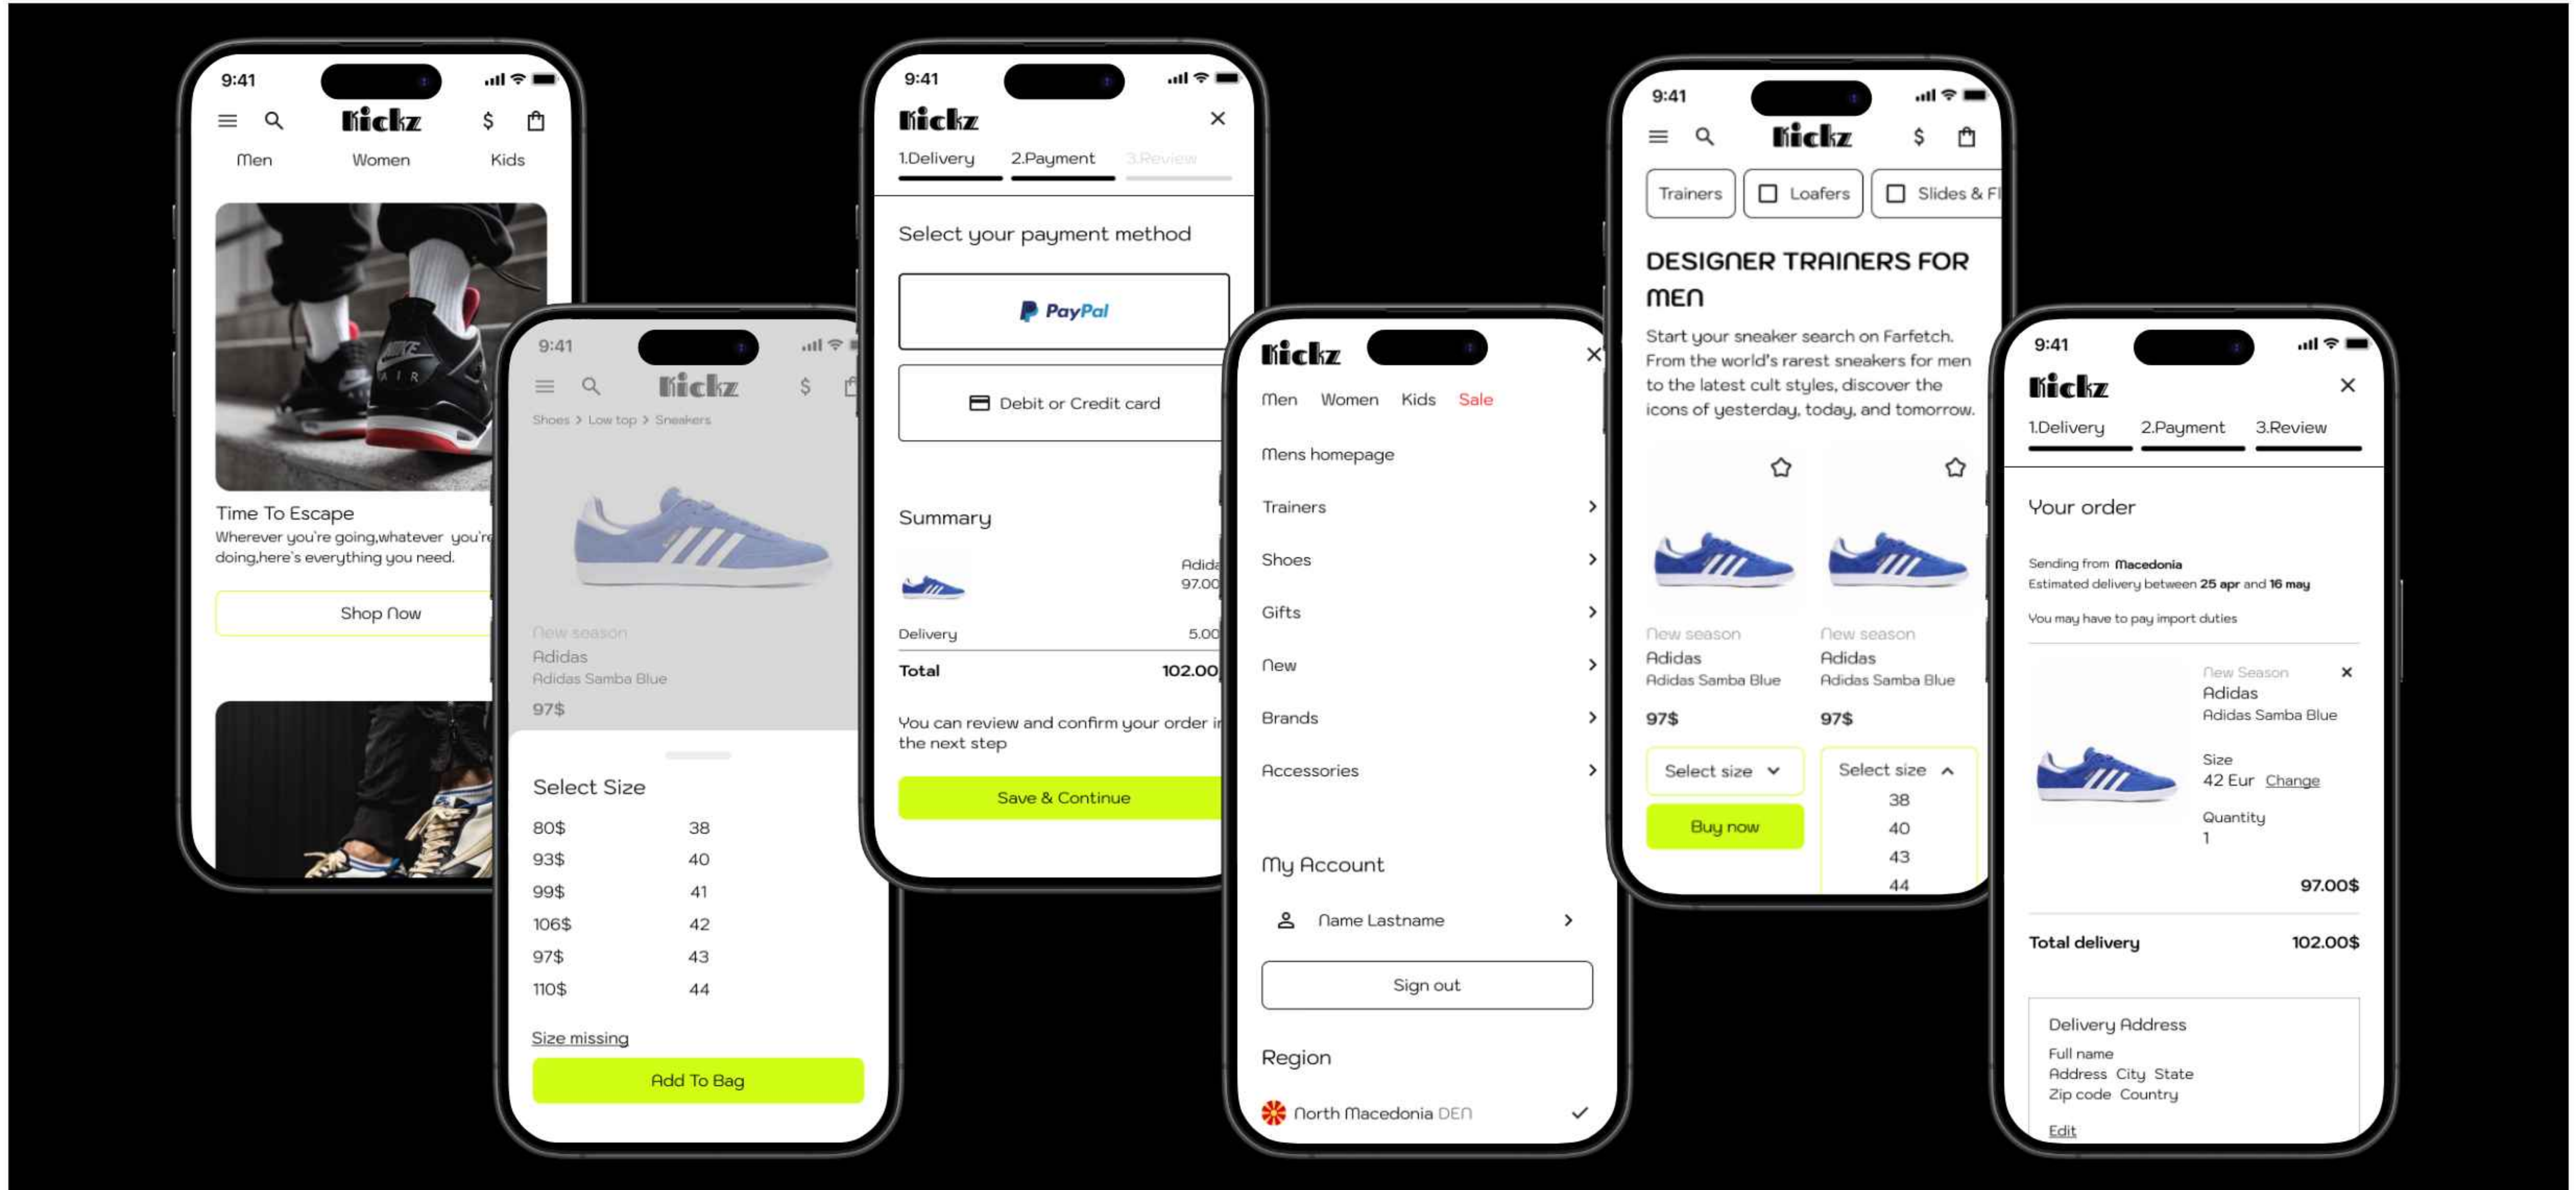 9:41
Kickz
Men Women Kids
NIKE
AIR
Time To Escape
Wherever you're going,whatever you're
doing,here's everything you need.
Shop Now
9:41
Kickz
Shoes > Low top > Sneakers
New season
Adidas
Adidas Samba Blue
97$
Select Size
80$ 38
93$ 40
99$ 41
106$ 42
97$ 43
110$ 44
Size missing
Add To Bag
9:41
Kickz
1.Delivery 2.Payment 3.Review
Select your payment method
PayPal
Debit or Credit card
Summary
97.00
Delivery 5.00
Total 102.00
You can review and confirm your order
the next step
Save & Continue
Kickz
Men Women Kids Sale
Mens homepage
Trainers
Shoes
Gifts
New
Brands
Accessories
My Account
Name Lastname
Sign out
Region
North Macedonia DEN
9:41
Kickz
Trainers Loafers Slides &
DESIGNER TRAINERS FOR
MEN
Start your sneaker search on Farfetch.
From the world's rarest sneakers for men
to the latest cult styles, discover the
icons of yesterday, today, and tomorrow.
New season New season
Adidas Adidas
Adidas Samba Blue Adidas Samba Blue
97$ 97$
Select size Select size
38
Buy now 40
43
44
9:41
Kickz
1.Delivery 2.Payment 3.Review
Your order
Sending from Macedonia
Estimated delivery between 25 apr and 16 may
You may have to pay import duties
New Season
Adidas
Adidas Samba Blue
Size
42 Eur Change
Quantity
1
97.00$
Total delivery 102.00$
Delivery Address
Full name
Address City State
Zip code Country
Edit